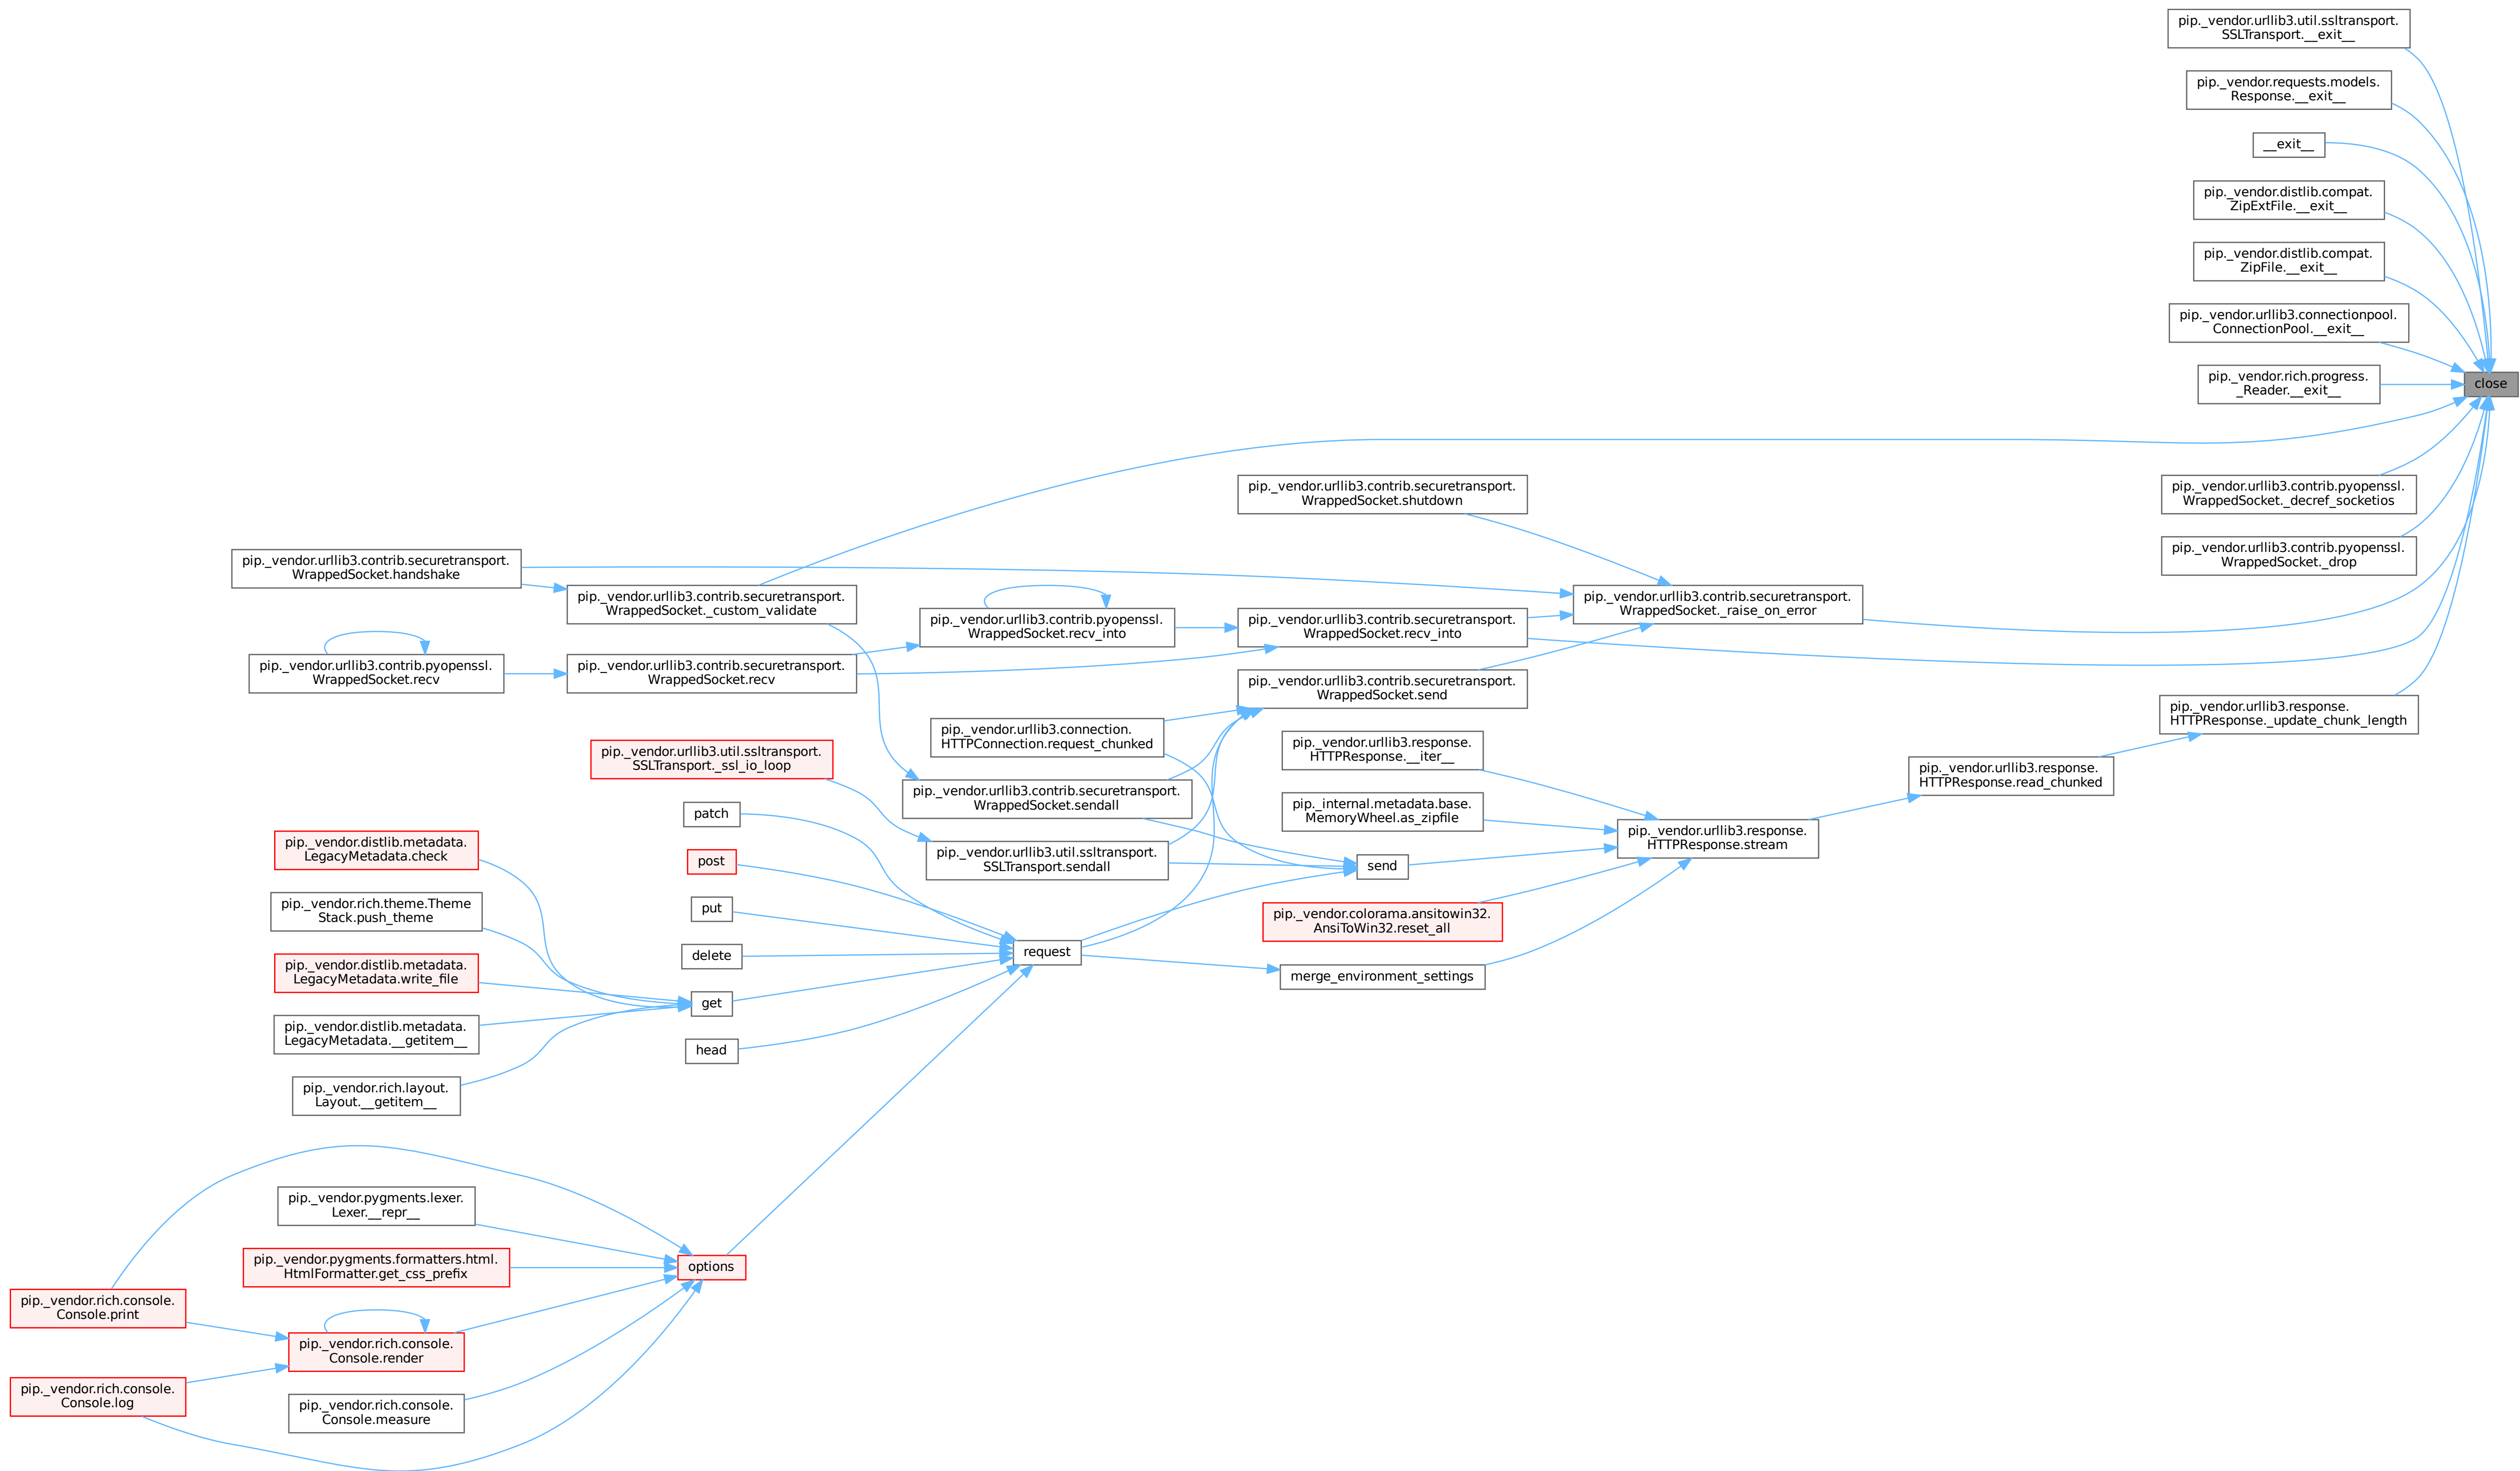 pip._vendor.urllib3.util.ssltransport.
SSLTransport.__exit__
pip._vendor.requests.models.
Response.__exit__
__exit__
pip._vendor.distlib.compat.
ZipExtFile.__exit__
pip._vendor.distlib.compat.
ZipFile.__exit__
pip._vendor.urllib3.connectionpool.
ConnectionPool.__exit__
pip._vendor.rich.progress.
_Reader.__exit__
close
pip._vendor.urllib3.contrib.pyopenssl.
WrappedSocket._decref_socketios
pip._vendor.urllib3.contrib.pyopenssl.
WrappedSocket._drop
pip._vendor.urllib3.contrib.securetransport.
WrappedSocket.shutdown
pip._vendor.urllib3.contrib.securetransport.
WrappedSocket.handshake
pip._vendor.urllib3.contrib.securetransport.
WrappedSocket._custom_validate
pip._vendor.urllib3.contrib.pyopenssl.
WrappedSocket.recv_into
pip._vendor.urllib3.contrib.securetransport.
WrappedSocket.recv_into
pip._vendor.urllib3.contrib.securetransport.
WrappedSocket._raise_on_error
pip._vendor.urllib3.contrib.pyopenssl.
WrappedSocket.recv
pip._vendor.urllib3.contrib.securetransport.
WrappedSocket.recv
pip._vendor.urllib3.contrib.securetransport.
WrappedSocket.send
pip._vendor.urllib3.response.
HTTPResponse._update_chunk_length
pip._vendor.urllib3.connection.
HTTPConnection.request_chunked
pip._vendor.urllib3.response.
HTTPResponse.__iter__
pip._vendor.urllib3.response.
HTTPResponse.read_chunked
pip._vendor.urllib3.util.ssltransport.
SSLTransport._ssl_io_loop
pip._vendor.urllib3.contrib.securetransport.
WrappedSocket.sendall
pip._internal.metadata.base.
MemoryWheel.as_zipfile
pip._vendor.urllib3.response.
HTTPResponse.stream
patch
pip._vendor.distlib.metadata.
LegacyMetadata.check
post
pip._vendor.urllib3.util.ssltransport.
SSLTransport.sendall
send
pip._vendor.rich.theme.Theme
Stack.push_theme
put
pip._vendor.colorama.ansitowin32.
AnsiToWin32.reset_all
delete
request
merge_environment_settings
pip._vendor.distlib.metadata.
LegacyMetadata.write_file
get
pip._vendor.distlib.metadata.
LegacyMetadata.__getitem__
head
pip._vendor.rich.layout.
Layout.__getitem__
pip._vendor.pygments.lexer.
Lexer.__repr__
pip._vendor.pygments.formatters.html.
HtmlFormatter.get_css_prefix
options
pip._vendor.rich.console.
Console.print
pip._vendor.rich.console.
Console.render
pip._vendor.rich.console.
Console.log
pip._vendor.rich.console.
Console.measure